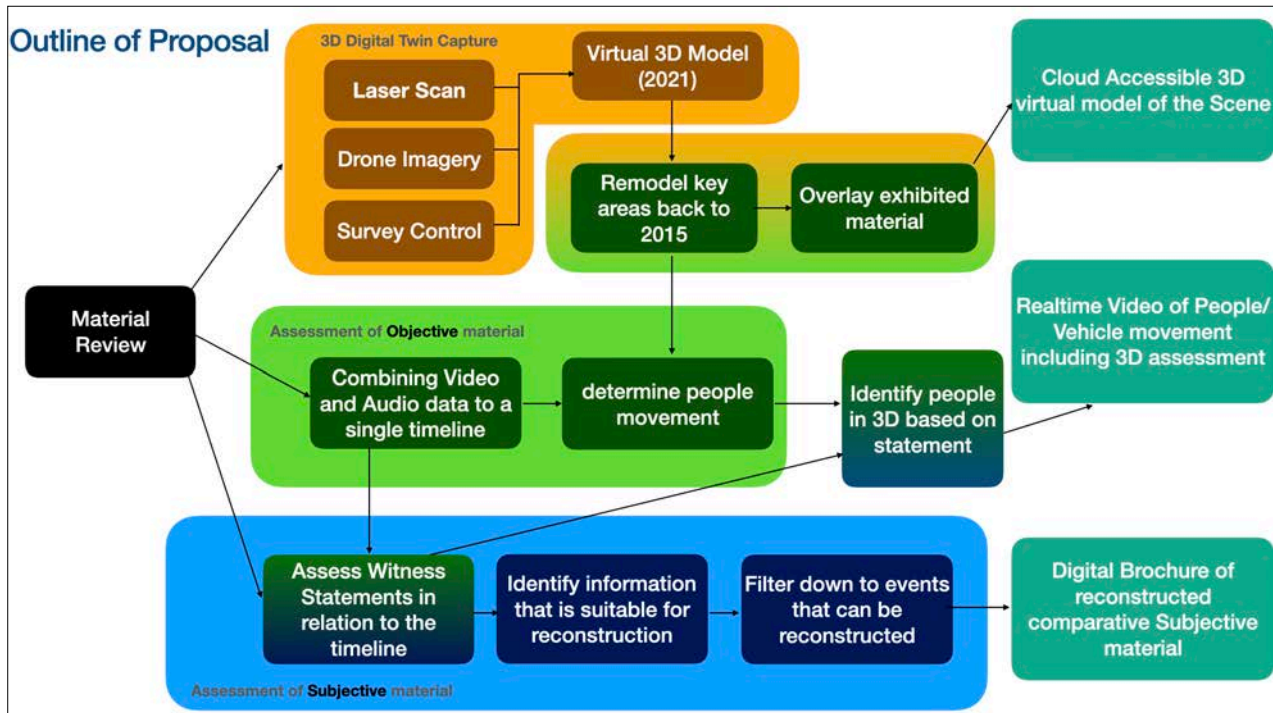 Outline of Proposal
3D Digital Twin Capture
Laser Scan
Drone Imagery
Survey Control
Virtual 3D Model
(2021)
Remodel key
areas back to
2015
Overlay exhibited
material
Cloud Accessible 3D
virtual model of the Scene
Material
Review
Assessment of Objective material
Combining Video
and Audio data to a
single timeline
determine people
movement
Identify people
in 3D based on
statement
Realtime Video of People/
Vehicle movement
including 3D assessment
Assess Witness
Statements in
relation to the
timeline
Identify information
that is suitable for
reconstruction
Filter down to events
that can be
reconstructed
Digital Brochure of
reconstructed
comparative Subjective
material
Assessment of Subjective material